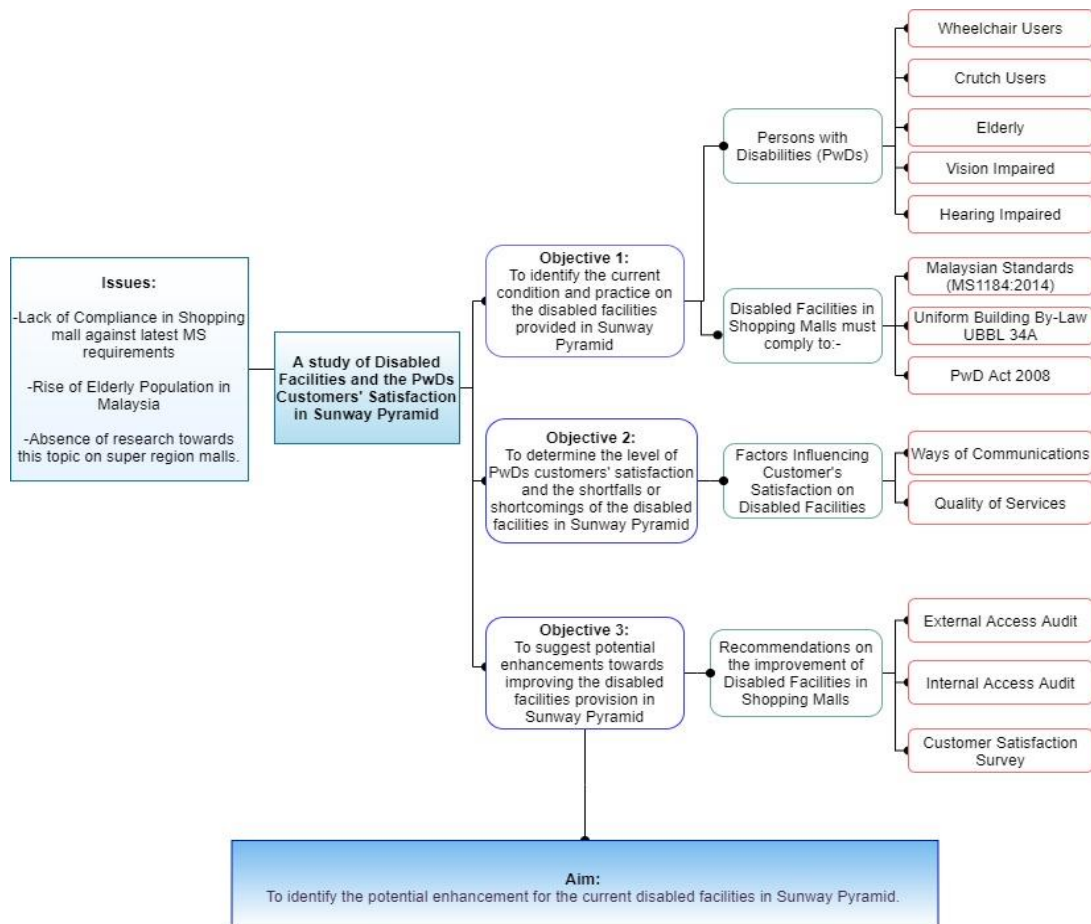 Issues:
-Lack of Compliance in Shopping
mall against latest MS
requirements
-Rise of Elderly Population in
Malaysia
-Absence of research towards
this topic on super region malls.
A study of Disabled
Facilities and the PwDs
Customers' Satisfaction
in Sunway Pyramid
Objective 1:
To identify the current
condition and practice on
the disabled facilities
provided in Sunway
Pyramid
Persons with
Disabilities (PwDs)
Wheelchair Users
Crutch Users
Elderly
Vision Impaired
Hearing Impaired
Disabled Facilities in
Shopping Malls must
comply to:-
Malaysian Standards
(MS1184:2014)
Uniform Building By-Law
UBBL 34A
PwD Act 2008
Objective 2:
To determine the level of
PwDs customers' satisfaction
and the shortfalls or
shortcomings of the disabled
facilities in Sunway Pyramid
Factors Influencing
Customer's
Satisfaction on
Disabled Facilities
Ways of Communications
Quality of Services
Objective 3:
To suggest potential
enhancements towards
improving the disabled
facilities provision in
Sunway Pyramid
Recommendations on
the improvement of
Disabled Facilities in
Shopping Malls
External Access Audit
Internal Access Audit
Customer Satisfaction
Survey
Aim:
To identify the potential enhancement for the current disabled facilities in Sunway Pyramid.